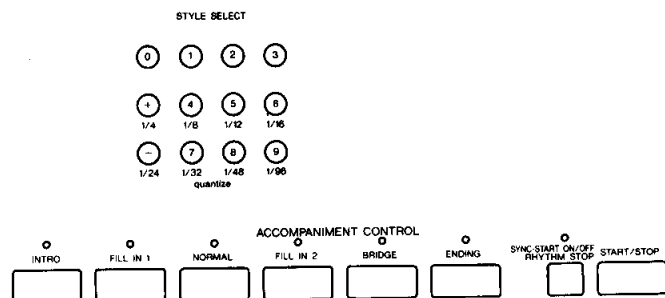 STYLE SELECT
0 1 2 3
+ 4 5 6
1/4 1/8 1/12 1/16
− 7 8 9
1/24 1/32 1/48 1/96
quantize
ACCOMPANIMENT CONTROL
INTRO FILL IN 1 NORMAL FILL IN 2 BRIDGE ENDING SYNC-START ON/OFF START/STOP
RHYTHM STOP